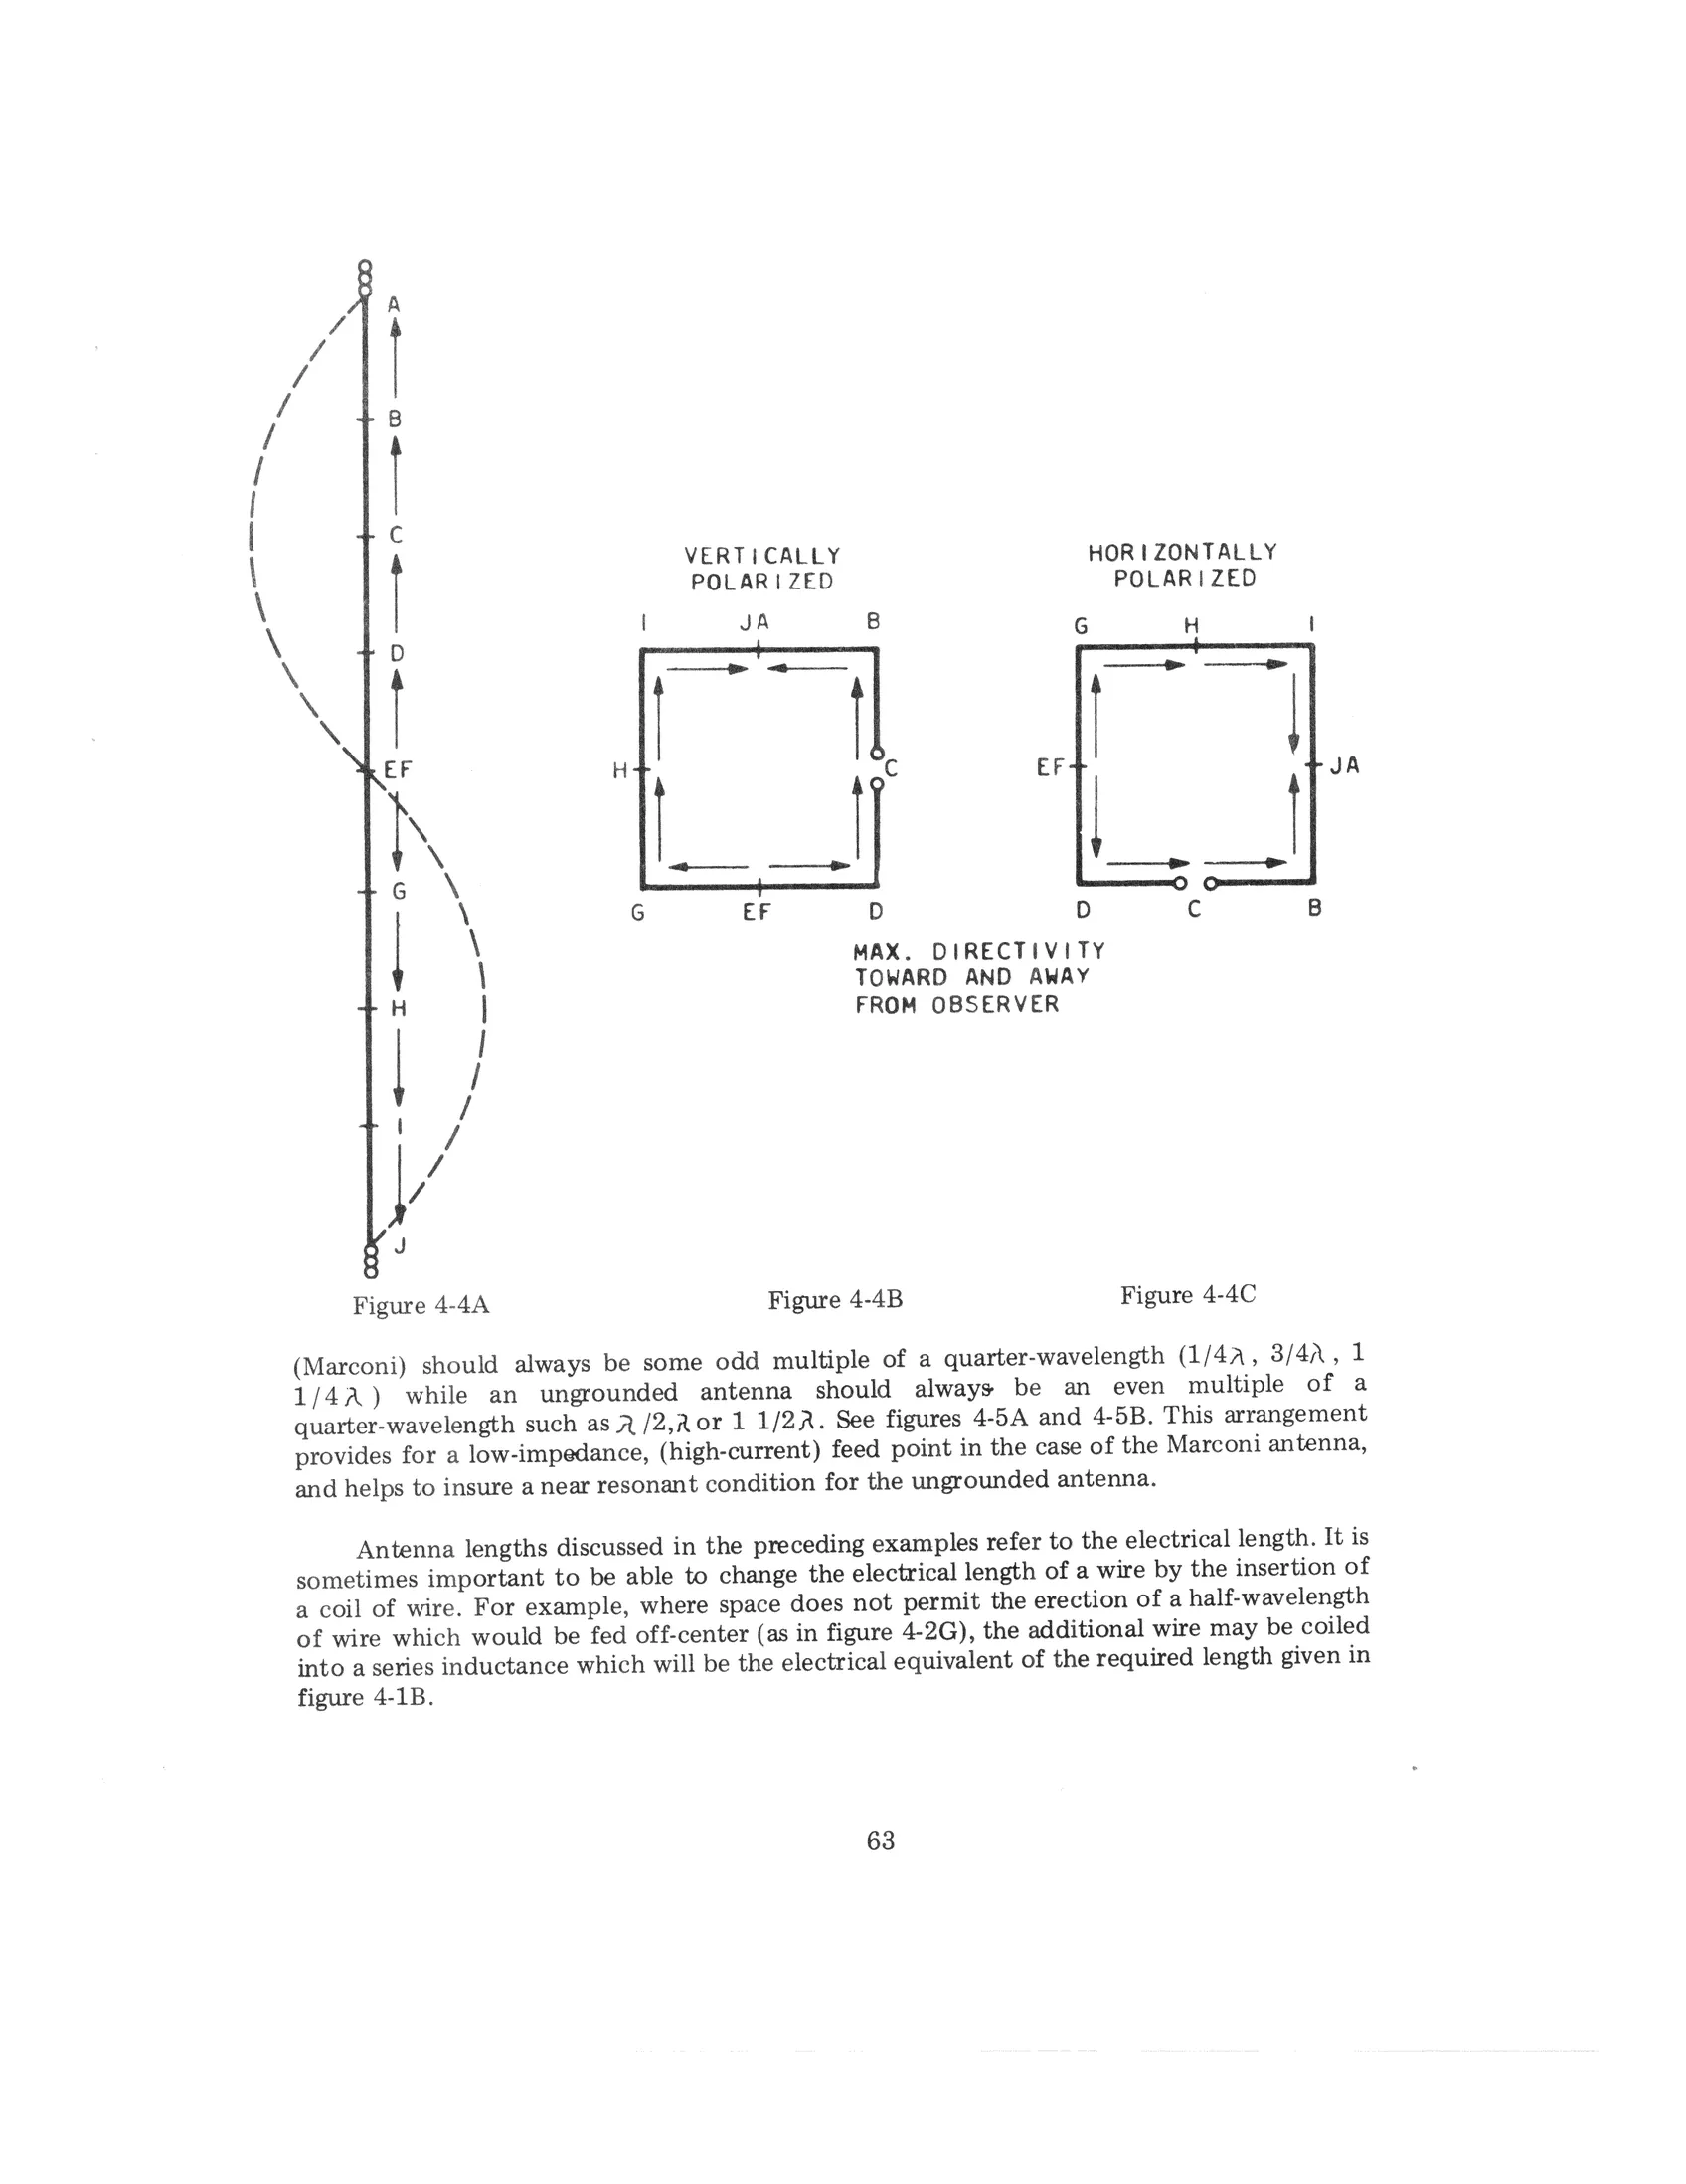 A
B
C
D
EF
G
H
I
J
VERTICALLY
POLARIZED
I JA B
H C
G EF D
HORIZONTALLY
POLARIZED
G H I
EF JA
D C B
MAX. DIRECTIVITY
TOWARD AND AWAY
FROM OBSERVER
Figure 4-4A Figure 4-4B Figure 4-4C
(Marconi) should always be some odd multiple of a quarter-wavelength (1/4λ, 3/4λ, 1
1/4 λ) while an ungrounded antenna should always be an even multiple of a
quarter-wavelength such as λ/2, λ or 1 1/2 λ. See figures 4-5A and 4-5B. This arrangement
provides for a low-impedance, (high-current) feed point in the case of the Marconi antenna,
and helps to insure a near resonant condition for the ungrounded antenna.
Antenna lengths discussed in the preceding examples refer to the electrical length. It is
sometimes important to be able to change the electrical length of a wire by the insertion of
a coil of wire. For example, where space does not permit the erection of a half-wavelength
of wire which would be fed off-center (as in figure 4-2G), the additional wire may be coiled
into a series inductance which will be the electrical equivalent of the required length given in
figure 4-1B.
63